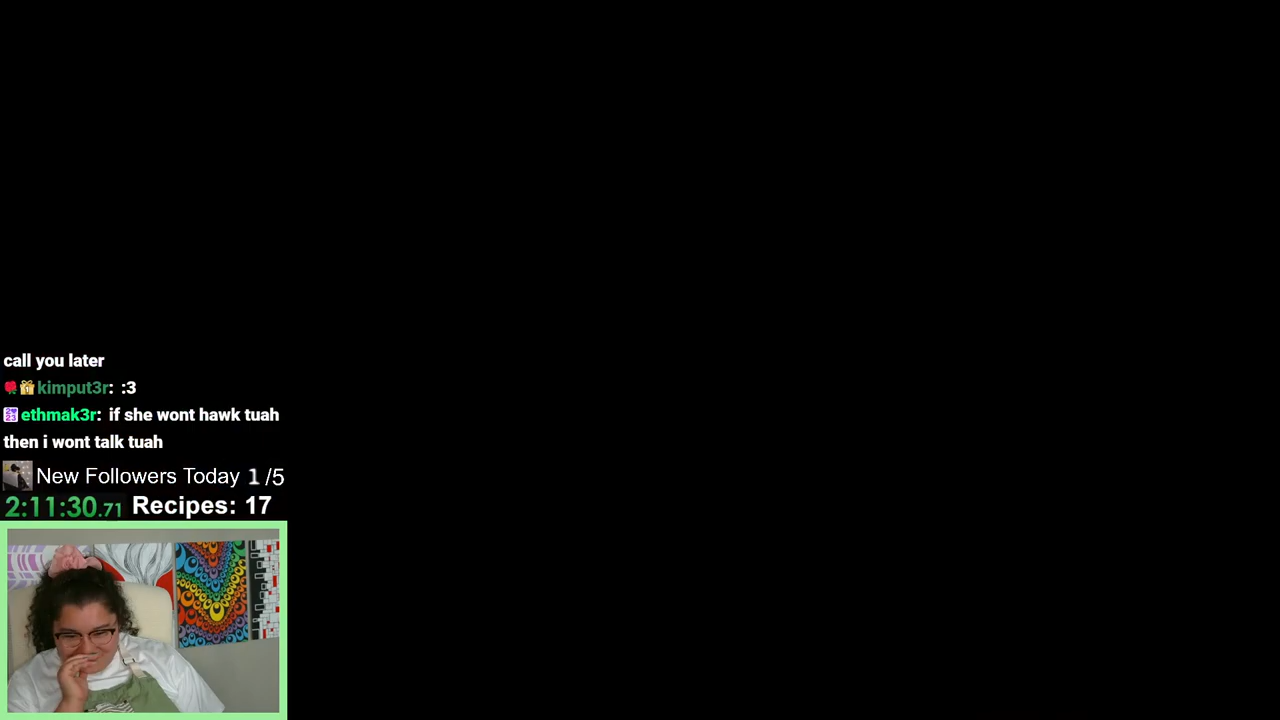 call you later
kimput3r: :3
ethmak3r: if she wont hawk tuah
then i wont talk tuah
New Followers Today 1 /5
2:11:30.71 Recipes: 17